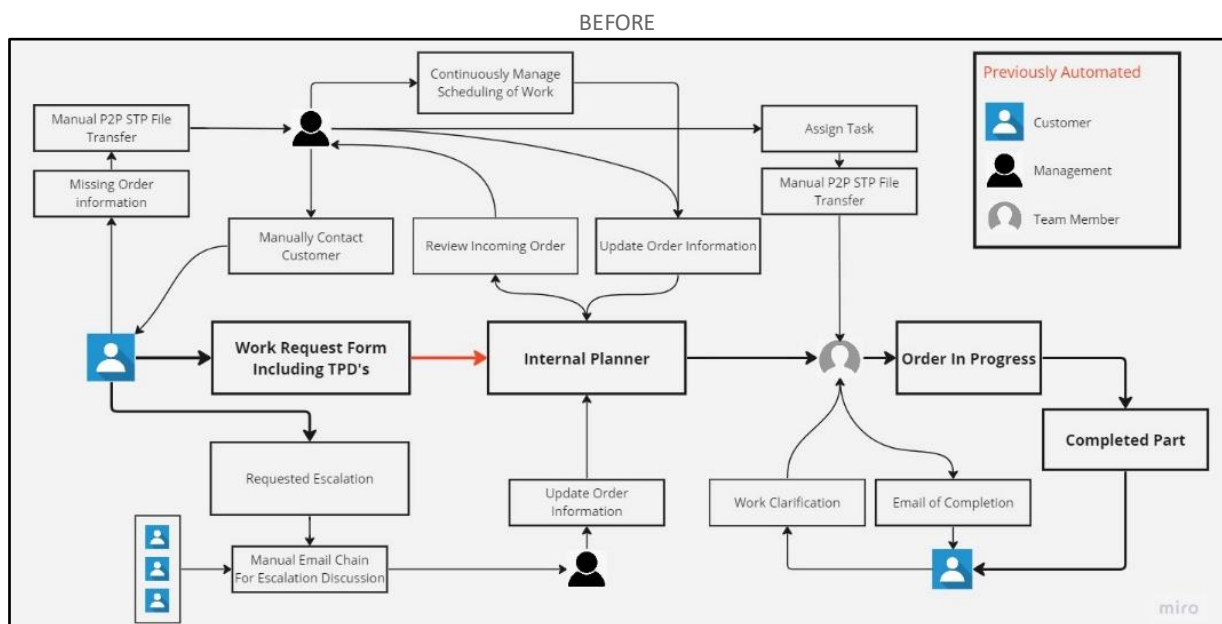 BEFORE
Continuously Manage
Scheduling of Work
Previously Automated
Customer
Management
Team Member
Manual P2P STP File
Transfer
Assign Task
Missing Order
information
Manual P2P STP File
Transfer
Manually Contact
Customer
Review Incoming Order
Update Order Information
Work Request Form
Including TPD's
Internal Planner
Order In Progress
Completed Part
Requested Escalation
Update Order
Information
Work Clarification
Email of Completion
Manual Email Chain
For Escalation Discussion
miro